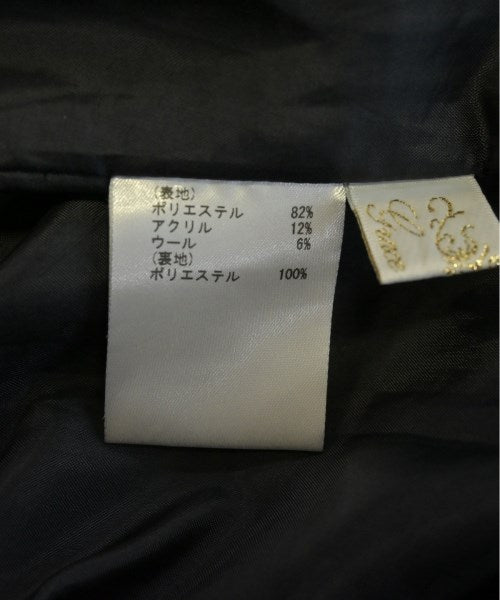 (表地)
ポリエステル 82%
アクリル 12%
ウール 6%
(裏地)
ポリエステル 100%
Grace